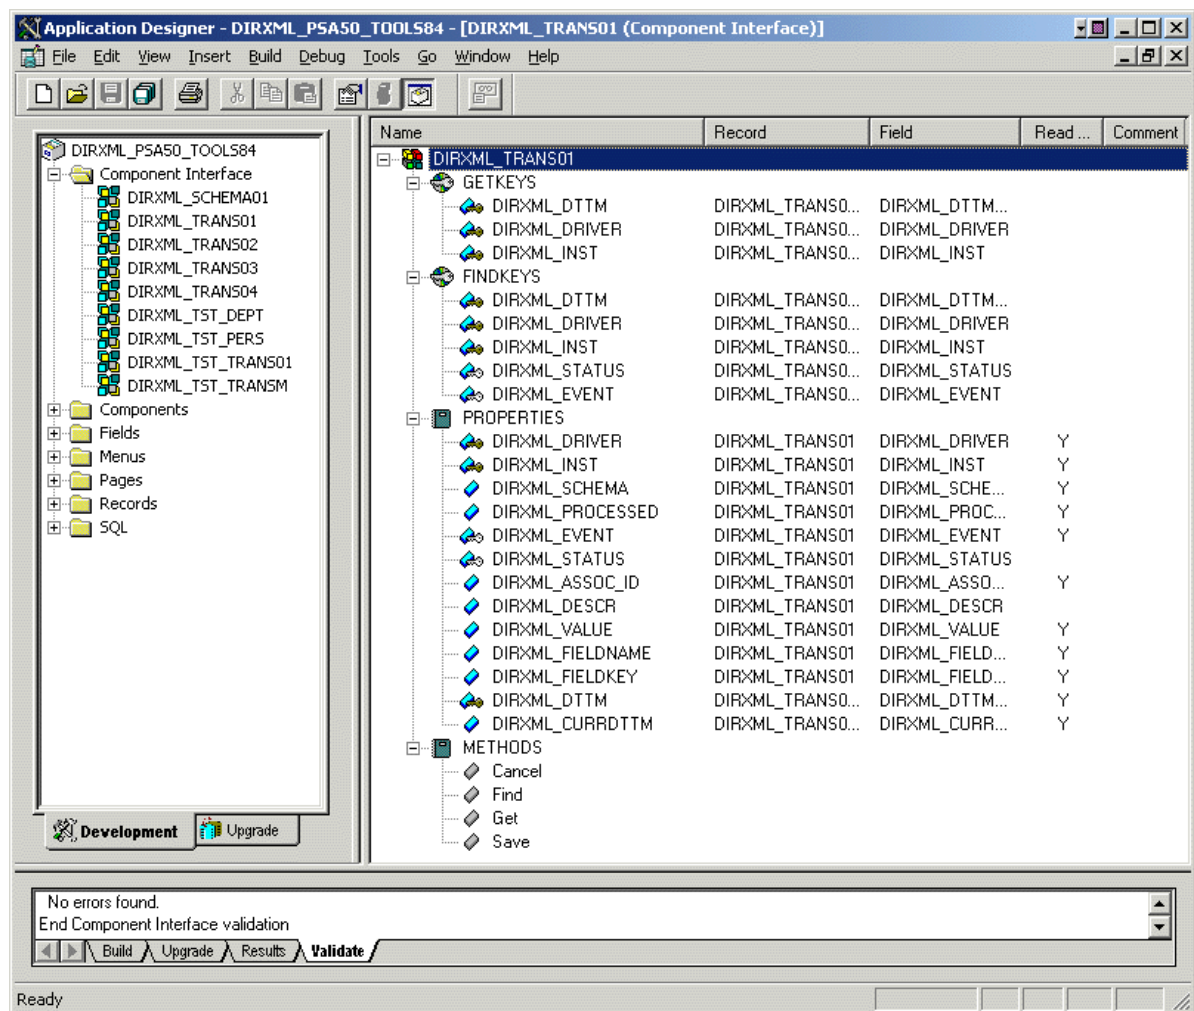 Application Designer - DIRXML_PSA50_TOOLS84 - [DIRXML_TRANS01 (Component Interface)]
File Edit View Insert Build Debug Tools Go Window Help
DIRXML_PSA50_TOOLS84
Component Interface
DIRXML_SCHEMA01
DIRXML_TRANS01
DIRXML_TRANS02
DIRXML_TRANS03
DIRXML_TRANS04
DIRXML_TST_DEPT
DIRXML_TST_PERS
DIRXML_TST_TRANS01
DIRXML_TST_TRANSM
Components
Fields
Menus
Pages
Records
SQL
Development Upgrade
Name Record Field Read ... Comment
DIRXML_TRANS01
GETKEYS
DIRXML_DTTM DIRXML_TRANS0... DIRXML_DTTM...
DIRXML_DRIVER DIRXML_TRANS0... DIRXML_DRIVER
DIRXML_INST DIRXML_TRANS0... DIRXML_INST
FINDKEYS
DIRXML_DTTM DIRXML_TRANS0... DIRXML_DTTM...
DIRXML_DRIVER DIRXML_TRANS0... DIRXML_DRIVER
DIRXML_INST DIRXML_TRANS0... DIRXML_INST
DIRXML_STATUS DIRXML_TRANS0... DIRXML_STATUS
DIRXML_EVENT DIRXML_TRANS0... DIRXML_EVENT
PROPERTIES
DIRXML_DRIVER DIRXML_TRANS01 DIRXML_DRIVER Y
DIRXML_INST DIRXML_TRANS01 DIRXML_INST Y
DIRXML_SCHEMA DIRXML_TRANS01 DIRXML_SCHE... Y
DIRXML_PROCESSED DIRXML_TRANS01 DIRXML_PROC... Y
DIRXML_EVENT DIRXML_TRANS01 DIRXML_EVENT Y
DIRXML_STATUS DIRXML_TRANS01 DIRXML_STATUS
DIRXML_ASSOC_ID DIRXML_TRANS01 DIRXML_ASSO... Y
DIRXML_DESCR DIRXML_TRANS01 DIRXML_DESCR
DIRXML_VALUE DIRXML_TRANS01 DIRXML_VALUE Y
DIRXML_FIELDNAME DIRXML_TRANS01 DIRXML_FIELD... Y
DIRXML_FIELDKEY DIRXML_TRANS01 DIRXML_FIELD... Y
DIRXML_DTTM DIRXML_TRANS0... DIRXML_DTTM... Y
DIRXML_CURRDTTM DIRXML_TRANS0... DIRXML_CURR... Y
METHODS
Cancel
Find
Get
Save
No errors found.
End Component Interface validation
Build Upgrade Results Validate
Ready